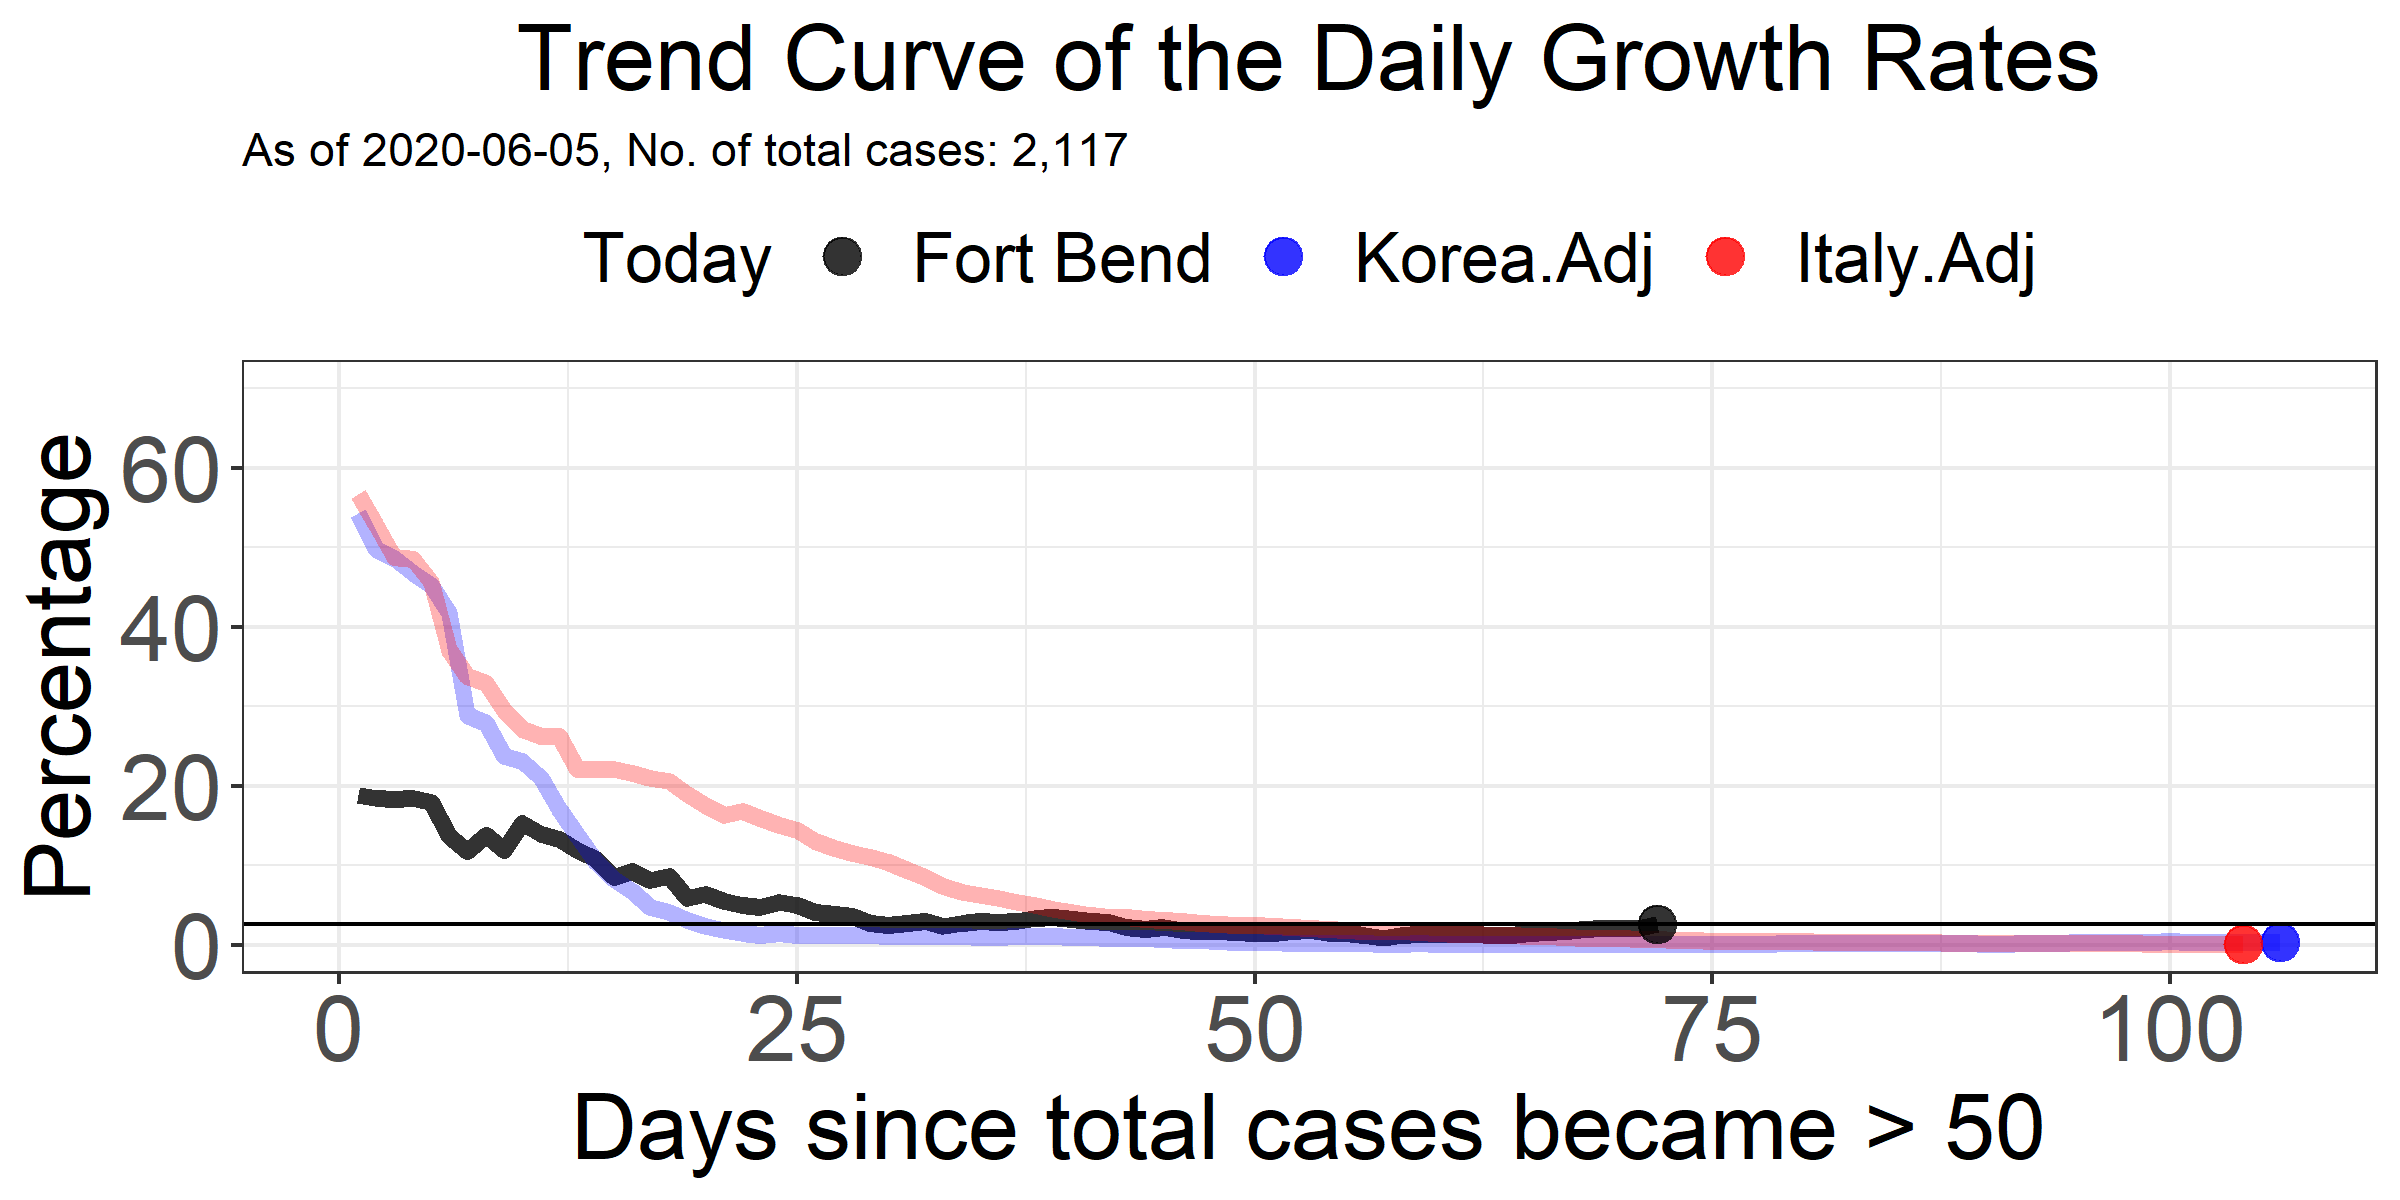 Trend Curve of the Daily Growth Rates
As of 2020-06-05, No. of total cases: 2,117
Today Fort Bend Korea.Adj Italy.Adj
Percentage
60
40
20
0
0 25 50 75 100
Days since total cases became > 50